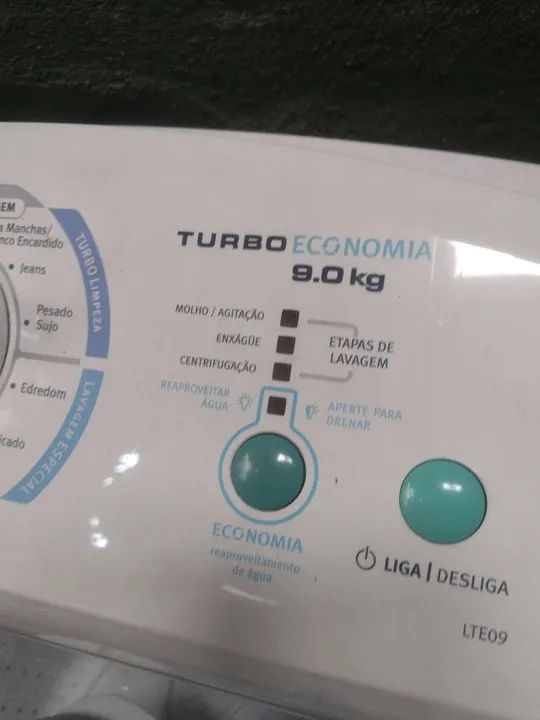 EM
a Manchas/
nco Encardido
Jeans
Pesado
Sujo
TURBO LIMPEZA
Edredom
icado
LAVAGEM ESPECIAL
TURBO ECONOMIA
9.0 kg
MOLHO / AGITAÇÃO
ENXÁGÜE
CENTRIFUGAÇÃO
ETAPAS DE
LAVAGEM
REAPROVEITAR
ÁGUA
APERTE PARA
DRENAR
ECONOMIA
reaproveitamento
de água
LIGA | DESLIGA
LTE09